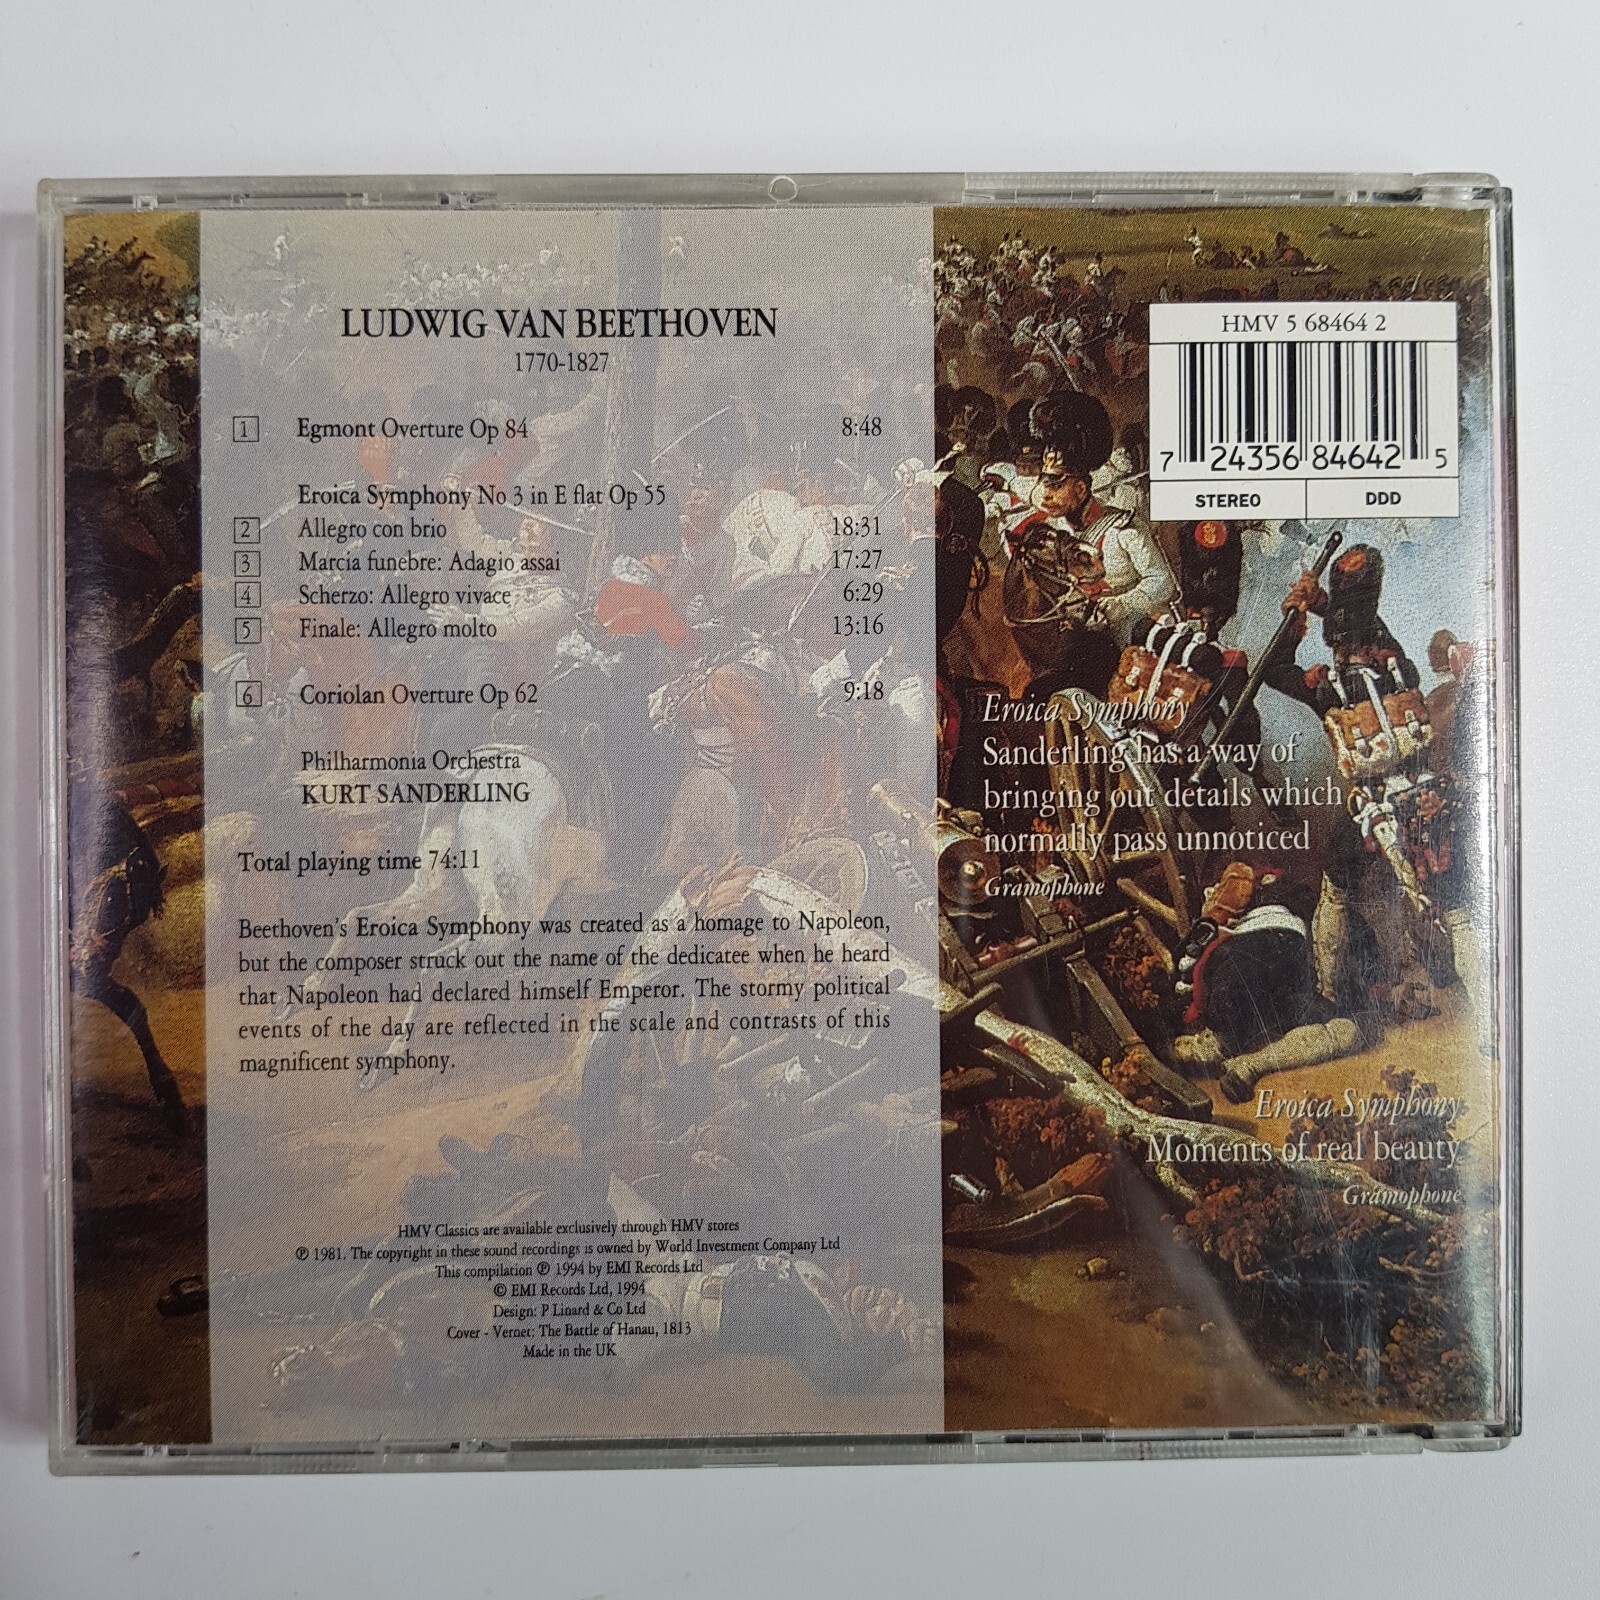 LUDWIG VAN BEETHOVEN
1770-1827
1 Egmont Overture Op 84 8:48
Eroica Symphony No 3 in E flat Op 55
2 Allegro con brio 18:31
3 Marcia funebre: Adagio assai 17:27
4 Scherzo: Allegro vivace 6:29
5 Finale: Allegro molto 13:16
6 Coriolan Overture Op 62 9:18
Philharmonia Orchestra
KURT SANDERLING
Total playing time 74:11
Beethoven's Eroica Symphony was created as a homage to Napoleon,
but the composer struck out the name of the dedicatee when he heard
that Napoleon had declared himself Emperor. The stormy political
events of the day are reflected in the scale and contrasts of this
magnificent symphony.
HMV Classics are available exclusively through HMV stores
℗ 1981. The copyright in these sound recordings is owned by World Investment Company Ltd
This compilation ℗ 1994 by EMI Records Ltd
© EMI Records Ltd, 1994
Design: P Linard & Co Ltd
Cover - Vernet: The Battle of Hanau, 1813
Made in the UK
HMV 5 68464 2
7 24356 84642 5
STEREO DDD
Eroica Symphony
Sanderling has a way of
bringing out details which
normally pass unnoticed
Gramophone
Eroica Symphony
Moments of real beauty
Gramophone